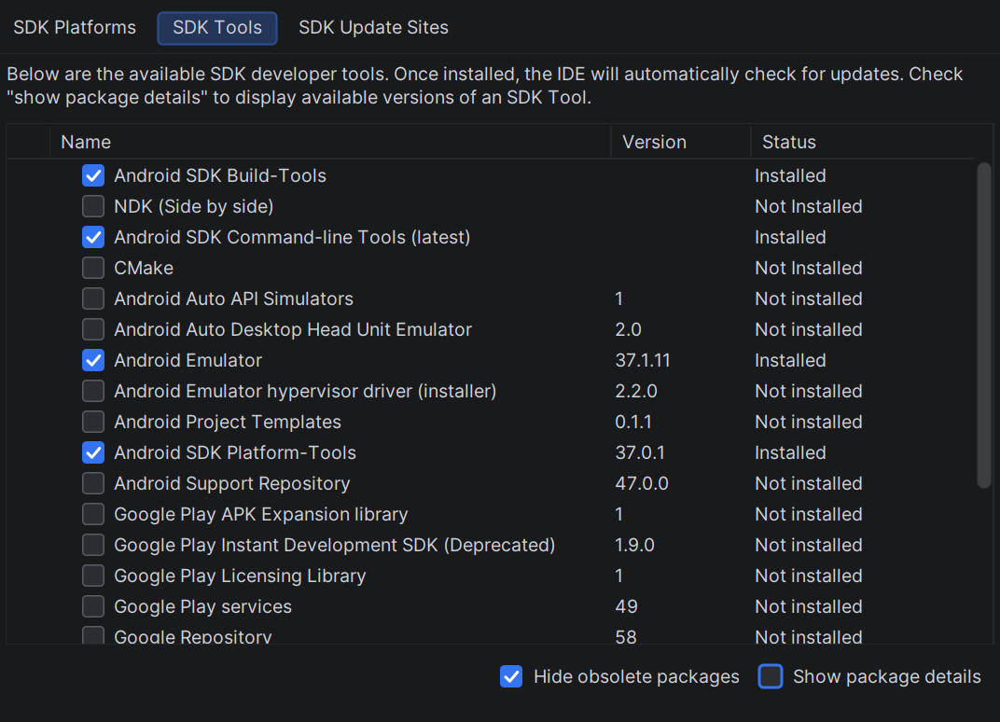 SDK Platforms SDK Tools SDK Update Sites
Below are the available SDK developer tools. Once installed, the IDE will automatically check for updates. Check
"show package details" to display available versions of an SDK Tool.
Name Version Status
Android SDK Build-Tools Installed
NDK (Side by side) Not Installed
Android SDK Command-line Tools (latest) Installed
CMake Not Installed
Android Auto API Simulators 1 Not installed
Android Auto Desktop Head Unit Emulator 2.0 Not installed
Android Emulator 37.1.11 Installed
Android Emulator hypervisor driver (installer) 2.2.0 Not installed
Android Project Templates 0.1.1 Not installed
Android SDK Platform-Tools 37.0.1 Installed
Android Support Repository 47.0.0 Not installed
Google Play APK Expansion library 1 Not installed
Google Play Instant Development SDK (Deprecated) 1.9.0 Not installed
Google Play Licensing Library 1 Not installed
Google Play services 49 Not installed
Google Repository 58 Not installed
Hide obsolete packages Show package details